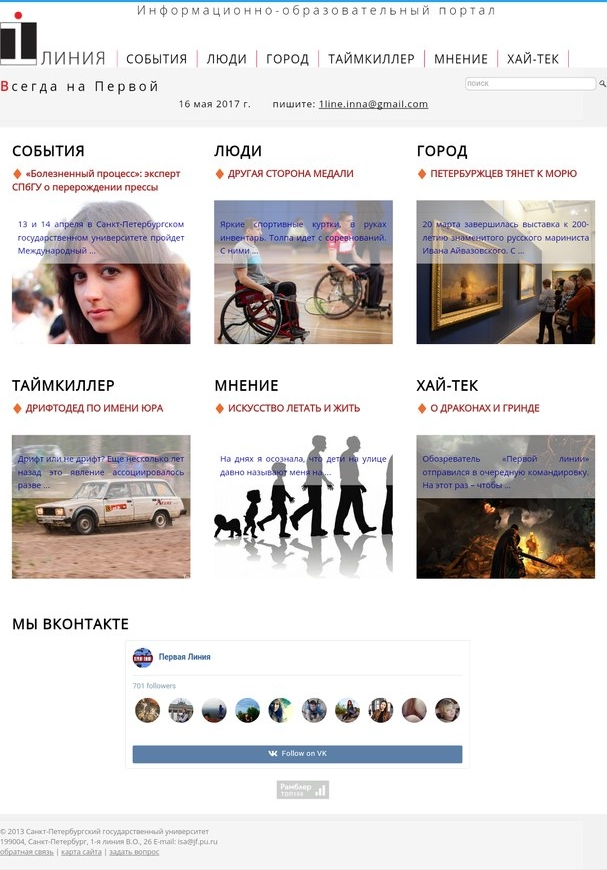 Информационно-образовательный портал
ЛИНИЯ
СОБЫТИЯ
ЛЮДИ
ГОРОД
ТАЙМКИЛЛЕР
МНЕНИЕ
ХАЙ-ТЕК
Всегда на Первой
поиск
16 мая 2017 г. пишите: 1line.inna@gmail.com
СОБЫТИЯ
«Болезненный процесс»: эксперт
СПбГУ о перерождении прессы
13 и 14 апреля в Санкт-Петербургском
государственном университете пройдет
Международный ...
ЛЮДИ
ДРУГАЯ СТОРОНА МЕДАЛИ
Яркие спортивные куртки, в руках
инвентарь. Толпа идет с соревнований.
С ними ...
ГОРОД
ПЕТЕРБУРЖЦЕВ ТЯНЕТ К МОРЮ
20 марта завершилась выставка к 200-
летию знаменитого русского мариниста
Ивана Айвазовского. С ...
ТАЙМКИЛЛЕР
ДРИФТОДЕД ПО ИМЕНИ ЮРА
Дрифт или не дрифт? Еще несколько лет
назад это явление ассоциировалось
разве ...
МНЕНИЕ
ИСКУССТВО ЛЕТАТЬ И ЖИТЬ
На днях я осознала, что дети на улице
давно называют меня на ...
ХАЙ-ТЕК
О ДРАКОНАХ И ГРИНДЕ
Обозреватель «Первой линии»
отправился в очередную командировку.
На этот раз – чтобы ...
МЫ ВКОНТАКТЕ
Первая Линия
701 followers
Follow on VK
Рамблер
ТОП100
© 2013 Санкт-Петербургский государственный университет
199004, Санкт-Петербург, 1-я линия В.О., 26 E-mail: isa@jf.pu.ru
обратная связь | карта сайта | задать вопрос